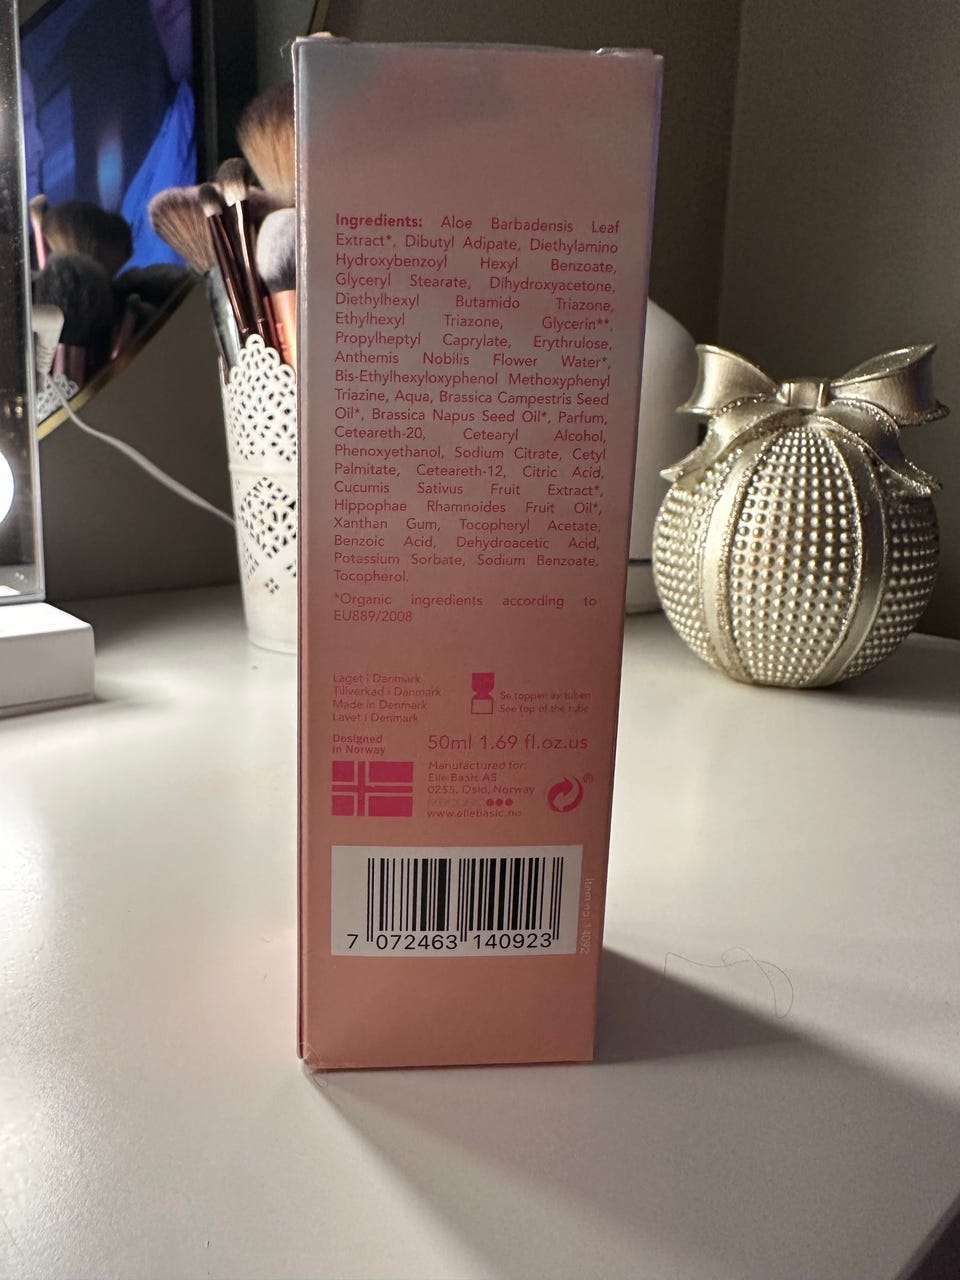 Ingredients: Aloe Barbadensis Leaf
Extract*, Dibutyl Adipate, Diethylamino
Hydroxybenzoyl Hexyl Benzoate,
Glyceryl Stearate, Dihydroxyacetone,
Diethylhexyl Butamido Triazone,
Ethylhexyl Triazone, Glycerin**,
Propylheptyl Caprylate, Erythrulose,
Anthemis Nobilis Flower Water*,
Bis-Ethylhexyloxyphenol Methoxyphenyl
Triazine, Aqua, Brassica Campestris Seed
Oil*, Brassica Napus Seed Oil*, Parfum,
Ceteareth-20, Cetearyl Alcohol,
Phenoxyethanol, Sodium Citrate, Cetyl
Palmitate, Ceteareth-12, Citric Acid,
Cucumis Sativus Fruit Extract*,
Hippophae Rhamnoides Fruit Oil*,
Xanthan Gum, Tocopheryl Acetate,
Benzoic Acid, Dehydroacetic Acid,
Potassium Sorbate, Sodium Benzoate,
Tocopherol.
*Organic ingredients according to
EU889/2008
Laget i Danmark
Tillverkad i Danmark
Made in Denmark
Lavet i Denmark
Se toppen av tuben
See top of the tube
Designed
in Norway
50ml 1.69 fl.oz.us
Manufactured for:
Elle Basic AS
0255, Oslo, Norway
www.ellebasic.no
7 072463 140923
Item no: 14092